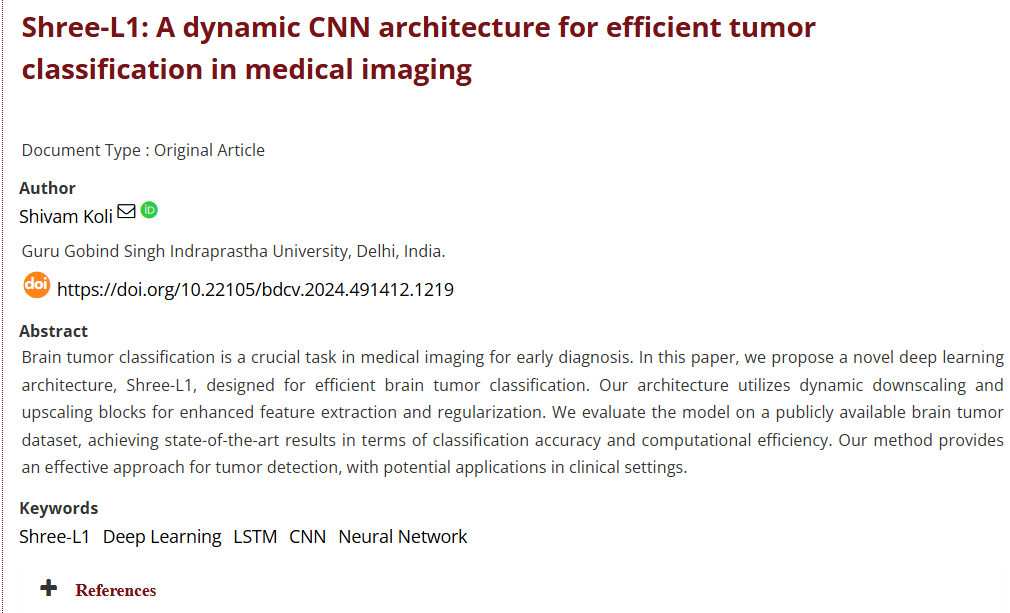 Shree-L1: A dynamic CNN architecture for efficient tumor
classification in medical imaging
Document Type : Original Article
Author
Shivam Koli iD
Guru Gobind Singh Indraprastha University, Delhi, India.
doi https://doi.org/10.22105/bdcv.2024.491412.1219
Abstract
Brain tumor classification is a crucial task in medical imaging for early diagnosis. In this paper, we propose a novel deep learning
architecture, Shree-L1, designed for efficient brain tumor classification. Our architecture utilizes dynamic downscaling and
upscaling blocks for enhanced feature extraction and regularization. We evaluate the model on a publicly available brain tumor
dataset, achieving state-of-the-art results in terms of classification accuracy and computational efficiency. Our method provides
an effective approach for tumor detection, with potential applications in clinical settings.
Keywords
Shree-L1 Deep Learning LSTM CNN Neural Network
References